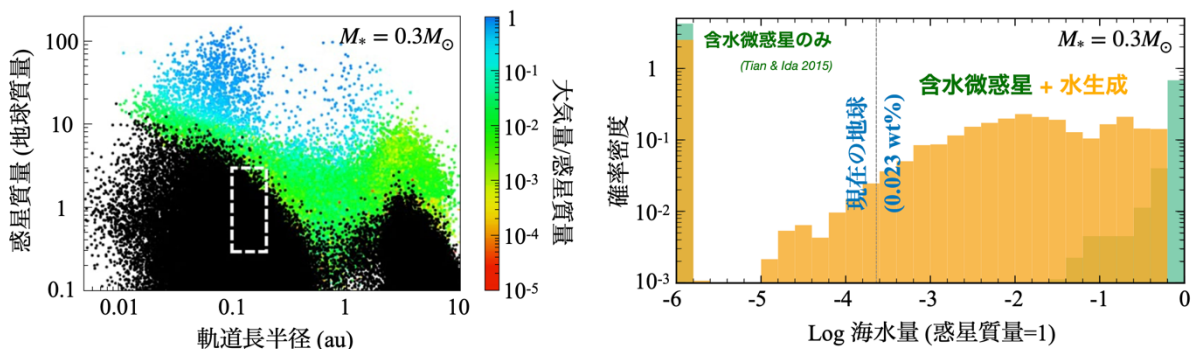 M* = 0.3M⊙
惑星質量 (地球質量)
100
10
1
0.1
0.01
0.1
1
10
軌道長半径 (au)
1
10⁻¹
10⁻²
10⁻³
10⁻⁴
10⁻⁵
大気量/惑星質量
含水微惑星のみ
(Tian & Ida 2015)
M* = 0.3M⊙
含水微惑星 + 水生成
現在の地球
(0.023 wt%)
確率密度
1
10⁻¹
10⁻²
10⁻³
-6
-5
-4
-3
-2
-1
0
Log 海水量 (惑星質量=1)